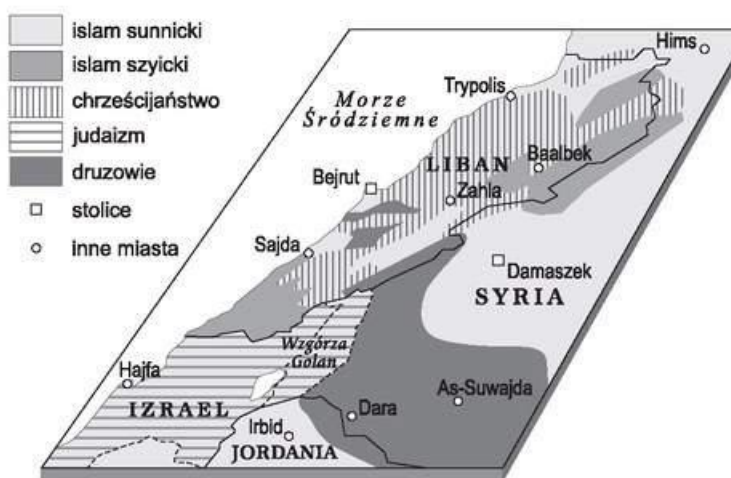 islam sunnicki
islam szyicki
chrześcijaństwo
judaizm
druzowie
stolice
inne miasta
Hims
Trypolis
Morze
Śródziemne
Baalbek
LIBAN
Bejrut
Zahla
Sajda
Damaszek
SYRIA
Wzgórza
Golan
Hajfa
IZRAEL
As-Suwajda
Dara
Irbid
JORDANIA